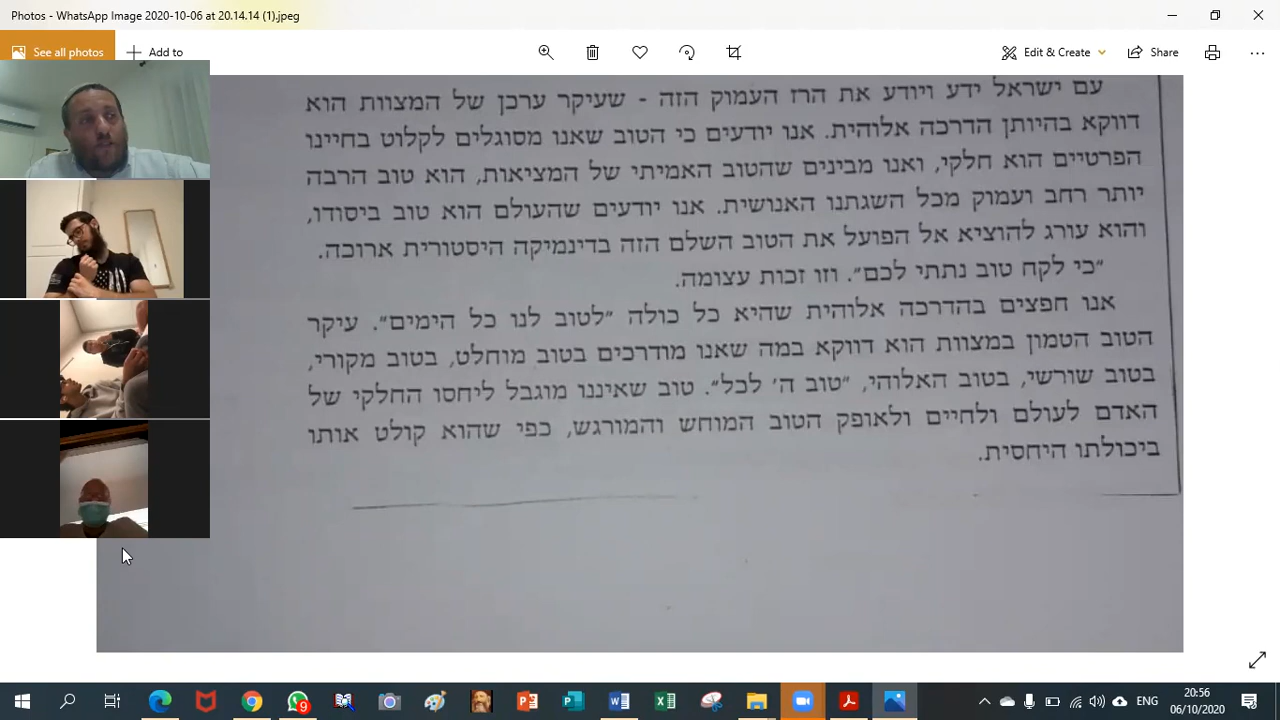 Photos - WhatsApp Image 2020-10-06 at 20.14.14 (1).jpeg
See all photos
Add to
Edit & Create
Share
עם ישראל ידע ויודע את הרז העמוק הזה - שעיקר ערכן של המצוות הוא
דווקא בהיותן הדרכה אלוהית. אנו יודעים כי הטוב שאנו מסוגלים לקלוט בחיינו
הפרטיים הוא חלקי, ואנו מבינים שהטוב האמיתי של המציאות, הוא טוב הרבה
יותר רחב ועמוק מכל השגתנו האנושית. אנו יודעים שהעולם הוא טוב ביסודו,
והוא עורג להוציא אל הפועל את הטוב השלם הזה בדינמיקה היסטורית ארוכה.
"כי לקח טוב נתתי לכם". וזו זכות עצומה.
אנו חפצים בהדרכה אלוהית שהיא כל כולה "לטוב לנו כל הימים". עיקר
הטוב הטמון במצוות הוא דווקא במה שאנו מודרכים בטוב מוחלט, בטוב מקורי,
בטוב שורשי, בטוב האלוהי, "טוב ה' לכל". טוב שאיננו מוגבל ליחסו החלקי של
האדם לעולם ולחיים ולאופק הטוב המוחש והמורגש, כפי שהוא קולט אותו
ביכולתו היחסית.
9
ENG
20:56
06/10/2020